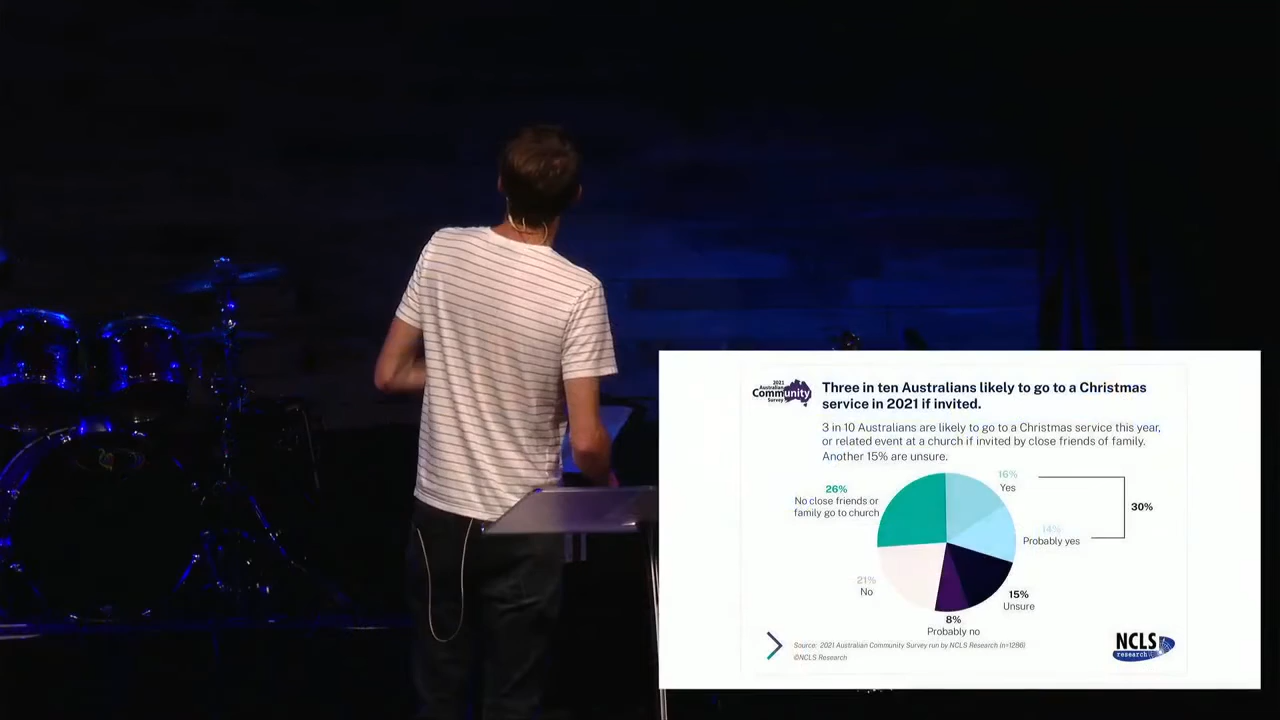 2021
Australian
Community
Survey
Three in ten Australians likely to go to a Christmas
service in 2021 if invited.
3 in 10 Australians are likely to go to a Christmas service this year,
or related event at a church if invited by close friends of family.
Another 15% are unsure.
16%
Yes
26%
No close friends or
family go to church
30%
14%
Probably yes
21%
No
15%
Unsure
8%
Probably no
Source: 2021 Australian Community Survey run by NCLS Research (n=1286)
©NCLS Research
NCLS
research